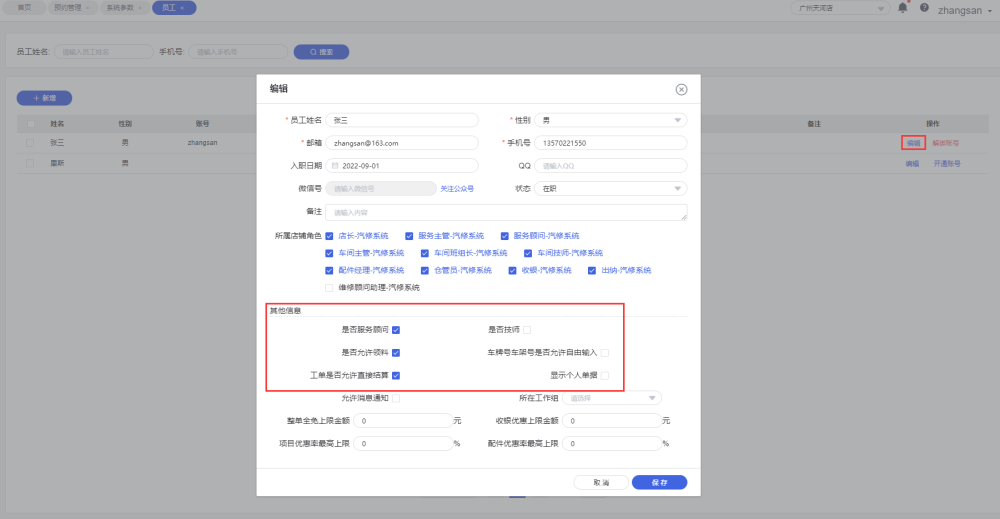 首页 预约管理 系统参数 员工 广州天河店 zhangsan
员工姓名: 请输入员工姓名 手机号: 请输入手机号 搜索
+ 新增
姓名 性别 账号 备注 操作
张三 男 zhangsan 编辑 解绑账号
里斯 男 编辑 开通账号
编辑
* 员工姓名 张三 * 性别 男
* 邮箱 zhangsan@163.com * 手机号 13570221550
入职日期 2022-09-01 QQ 请输入QQ
微信号 请输入微信号 关注公众号 状态 在职
备注 请输入内容
所属店铺角色 店长-汽修系统 服务主管-汽修系统 服务顾问-汽修系统
车间主管-汽修系统 车间班组长-汽修系统 车间技师-汽修系统
配件经理-汽修系统 仓管员-汽修系统 收银-汽修系统 出纳-汽修系统
维修顾问助理-汽修系统
其他信息
是否服务顾问 是否技师
是否允许领料 车牌号车架号是否允许自由输入
工单是否允许直接结算 显示个人单据
允许消息通知 所在工作组 请选择
整单全免上限金额 0 元 收银优惠上限金额 0 元
项目优惠率最高上限 0 % 配件优惠率最高上限 0 %
取消 保存